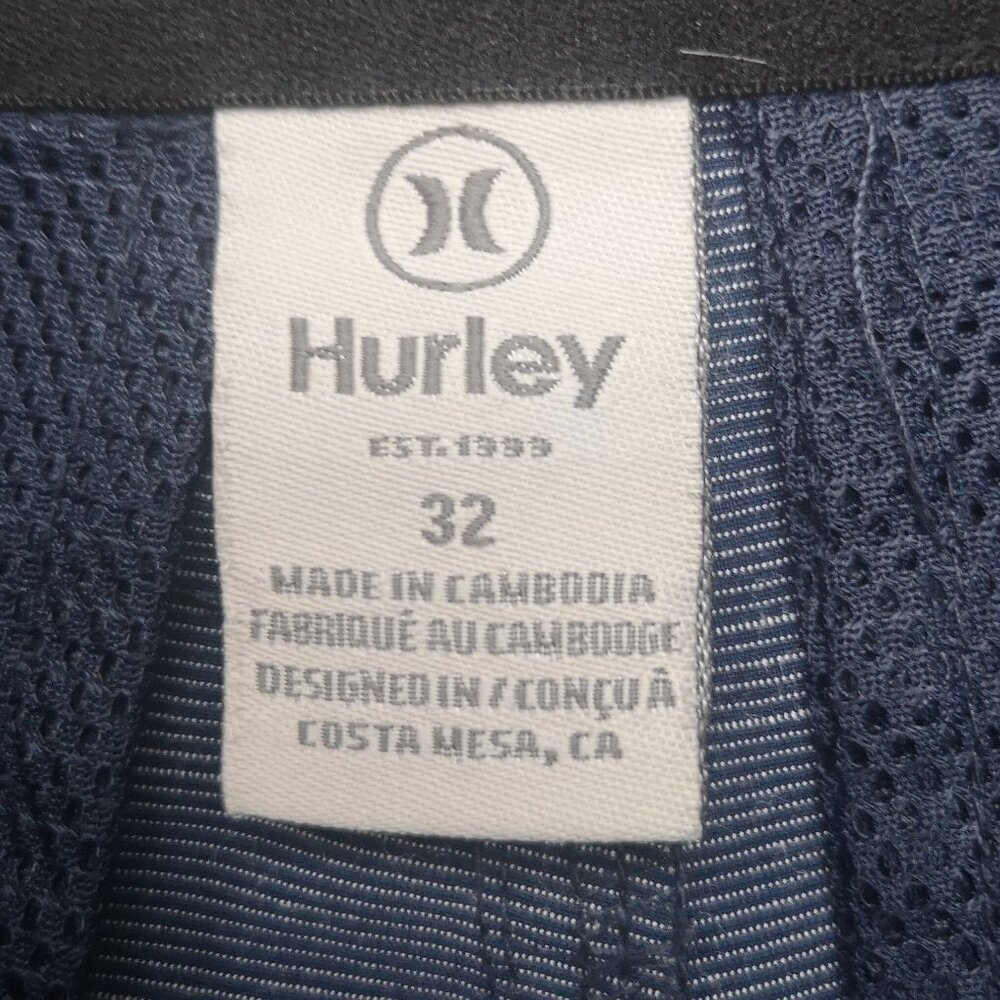 Hurley
EST. 1999
32
MADE IN CAMBODIA
FABRIQUÉ AU CAMBODGE
DESIGNED IN / CONÇU À
COSTA MESA, CA